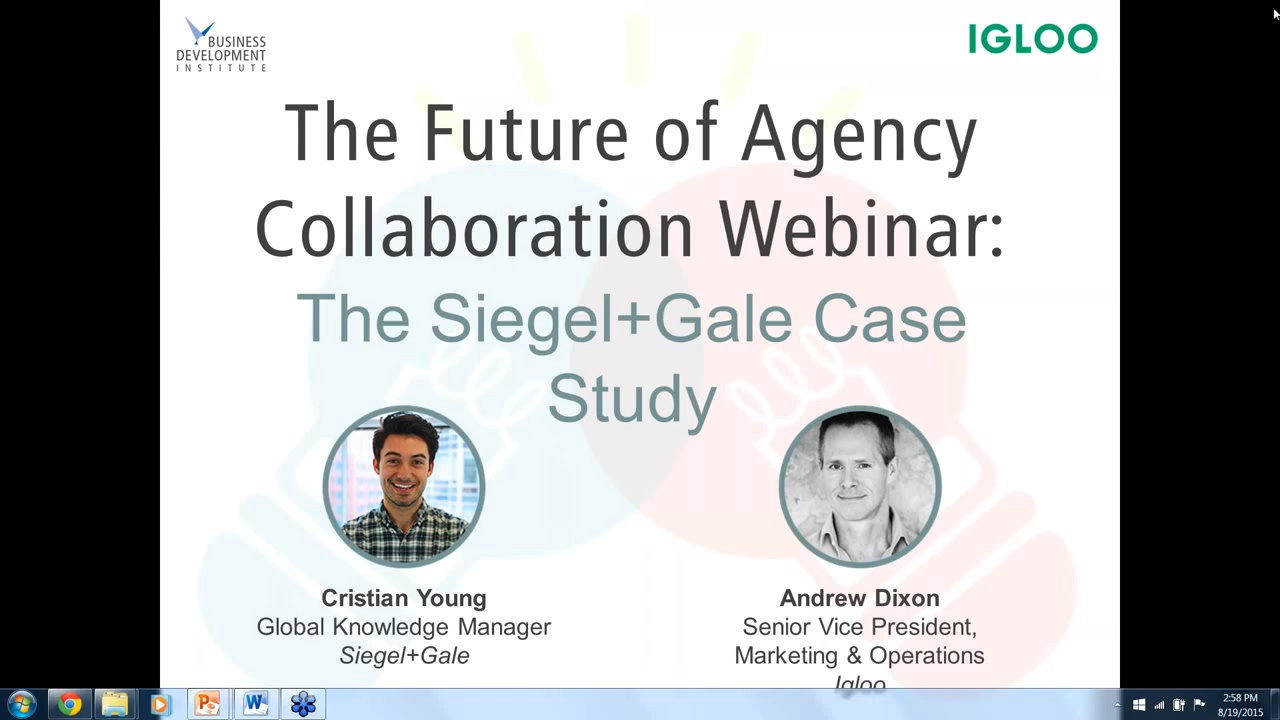 BUSINESS
DEVELOPMENT
INSTITUTE
IGLOO
The Future of Agency
Collaboration Webinar:
The Siegel+Gale Case
Study
Cristian Young
Global Knowledge Manager
Siegel+Gale
Andrew Dixon
Senior Vice President,
Marketing & Operations
Igloo
2:58 PM
8/19/2015